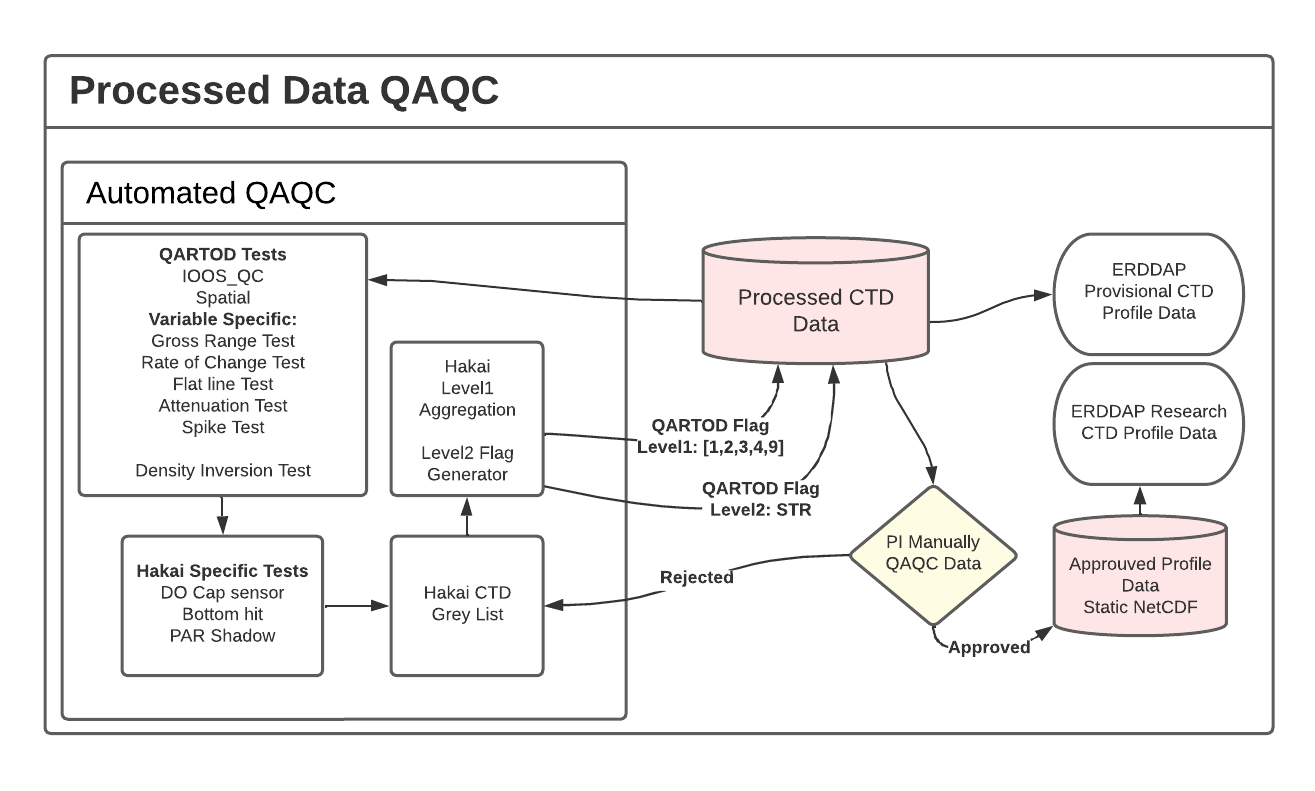 Processed Data QAQC
Automated QAQC
QARTOD Tests
IOOS_QC
Spatial
Variable Specific:
Gross Range Test
Rate of Change Test
Flat line Test
Attenuation Test
Spike Test
Density Inversion Test
Hakai Specific Tests
DO Cap sensor
Bottom hit
PAR Shadow
Hakai CTD
Grey List
Hakai
Level1
Aggregation
Level2 Flag
Generator
QARTOD Flag
Level1: [1,2,3,4,9]
QARTOD Flag
Level2: STR
Processed CTD
Data
PI Manually
QAQC Data
Rejected
Approved
Approuved Profile
Data
Static NetCDF
ERDDAP Research
CTD Profile Data
ERDDAP
Provisional CTD
Profile Data